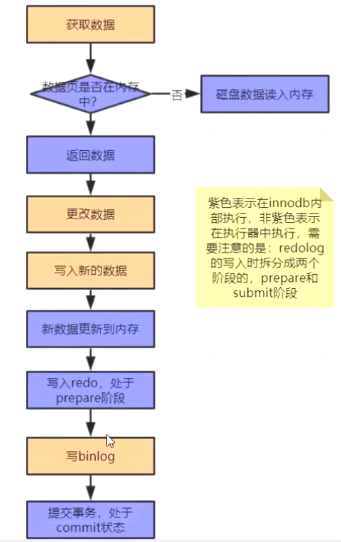 获取数据
数据页是否在内存
中?
否
磁盘数据读入内存
返回数据
更改数据
写入新的数据
新数据更新到内存
写入redo，处于
prepare阶段
写binlog
提交事务，处于
commit状态
紫色表示在innodb内
部执行，非紫色表示
在执行器中执行，需
要注意的是：redolog
的写入时拆分成两个
阶段的，prepare和
submit阶段